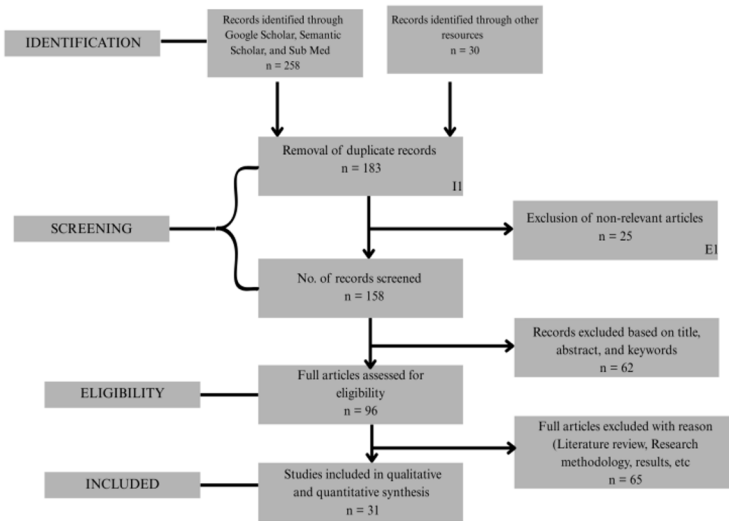 IDENTIFICATION
Records identified through
Google Scholar, Semantic
Scholar, and Sub Med
n = 258
Records identified through other
resources
n = 30
Removal of duplicate records
n = 183
I1
SCREENING
Exclusion of non-relevant articles
n = 25
E1
No. of records screened
n = 158
Records excluded based on title,
abstract, and keywords
n = 62
ELIGIBILITY
Full articles assessed for
eligibility
n = 96
Full articles excluded with reason
(Literature review, Research
methodology, results, etc
n = 65
INCLUDED
Studies included in qualitative
and quantitative synthesis
n = 31